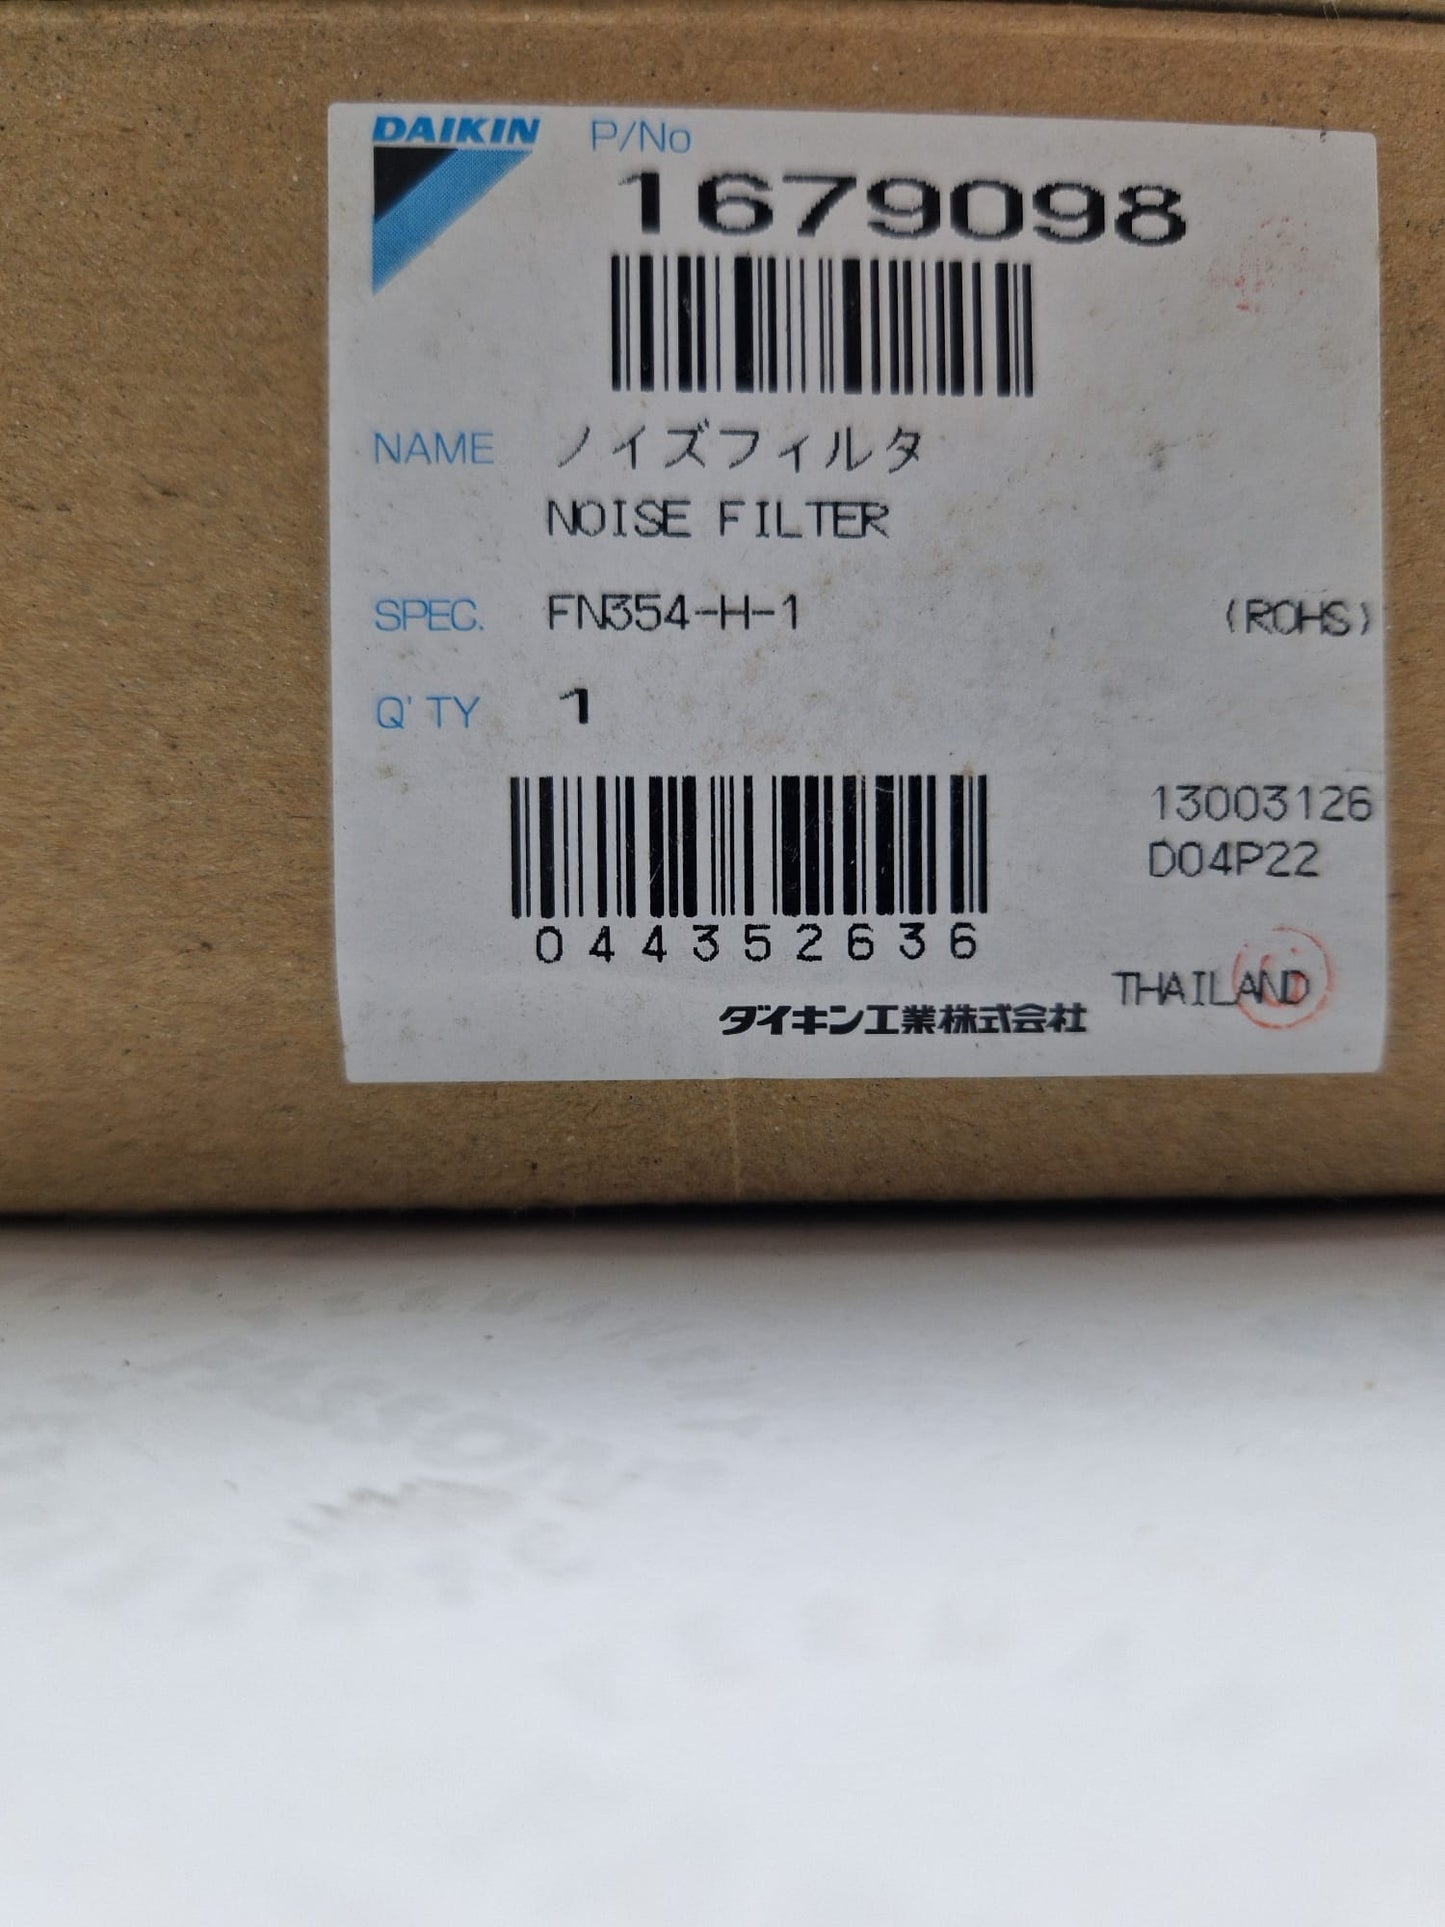 DAIKIN P/No
1679098
NAME ノイズフィルタ
NOISE FILTER
SPEC. FN354-H-1 (ROHS)
Q'TY 1
13003126
D04P22
044352636
THAILAND
ダイキン工業株式会社